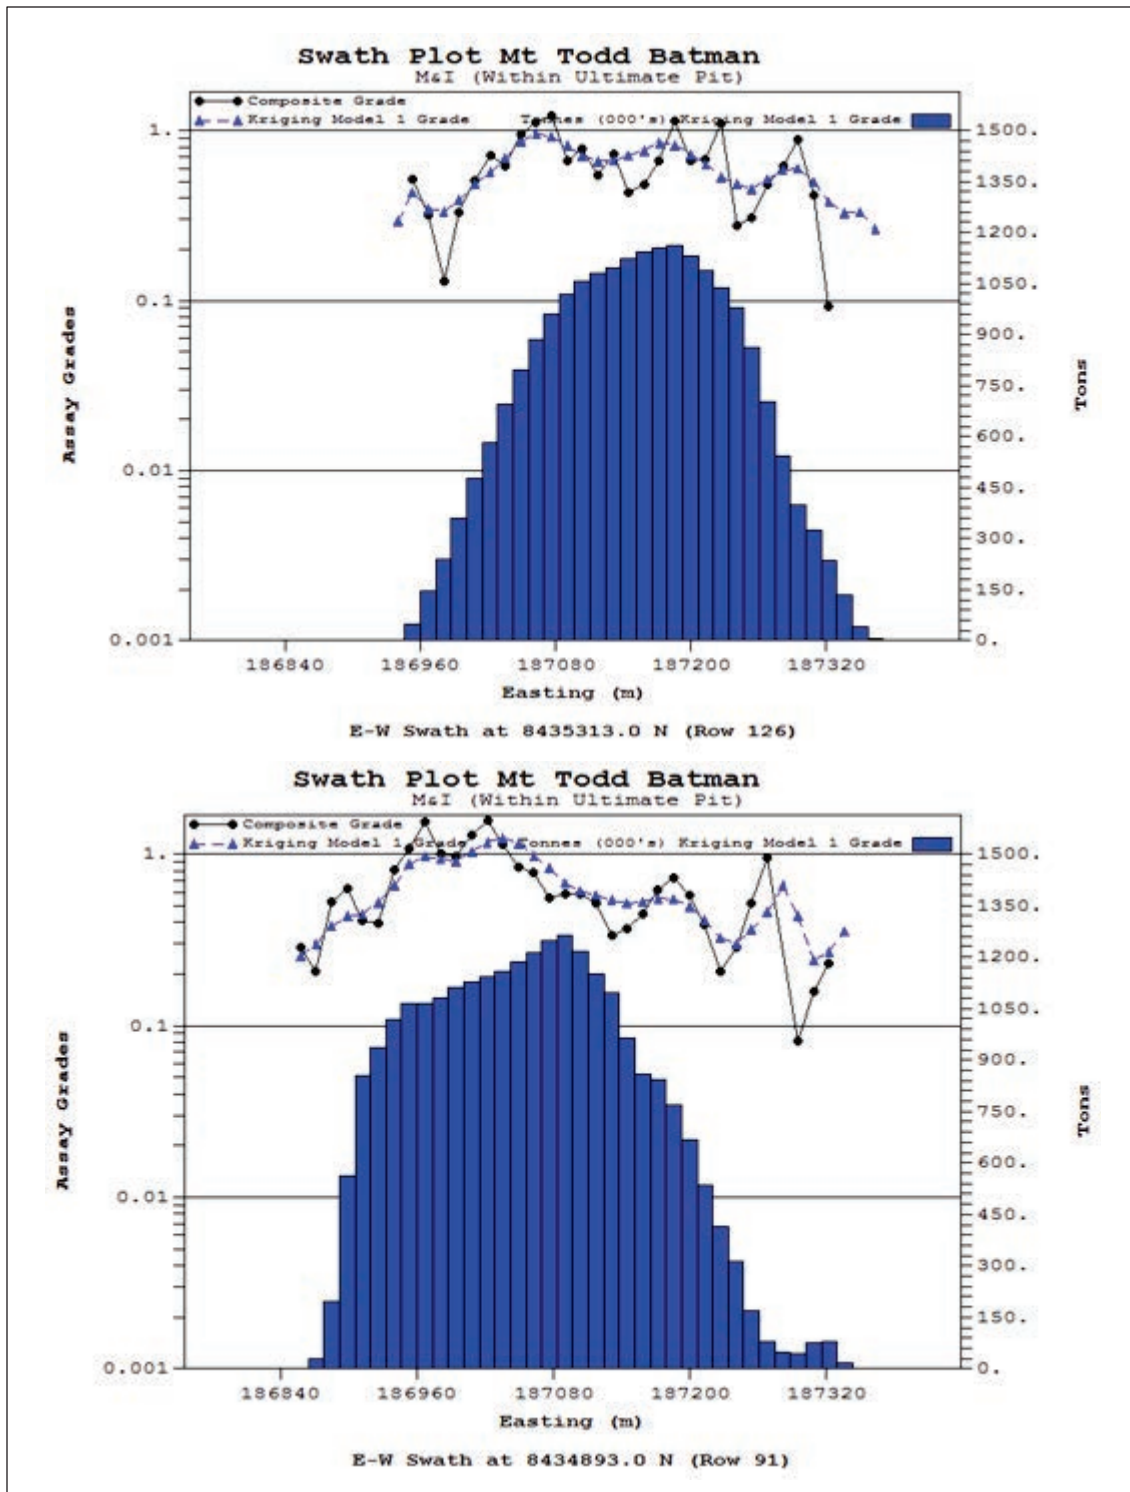 Swath Plot Mt Todd Batman
M&I (Within Ultimate Pit)
Composite Grade
Kriging Model 1 Grade Tonnes (000's) Kriging Model 1 Grade
1. 1500.
1350.
1200.
0.1 1050.
900.
Assay Grades
Tons
750.
600.
0.01
450.
300.
150.
0.001 0.
186840 186960 187080 187200 187320
Easting (m)
E-W Swath at 8435313.0 N (Row 126)
Swath Plot Mt Todd Batman
M&I (Within Ultimate Pit)
Composite Grade
Kriging Model 1 Grade Tonnes (000's) Kriging Model 1 Grade
1. 1500.
1350.
1200.
0.1 1050.
900.
Assay Grades
Tons
750.
600.
0.01
450.
300.
150.
0.001 0.
186840 186960 187080 187200 187320
Easting (m)
E-W Swath at 8434893.0 N (Row 91)